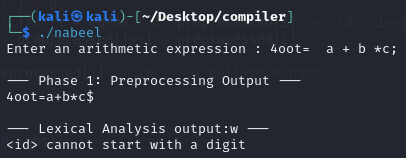 ┌──(kali㉿kali)-[~/Desktop/compiler]
└─$ ./nabeel
Enter an arithmetic expression : 4oot=  a + b *c;
--- Phase 1: Preprocessing Output ---
4oot=a+b*c$
--- Lexical Analysis output:w ---
<id> cannot start with a digit